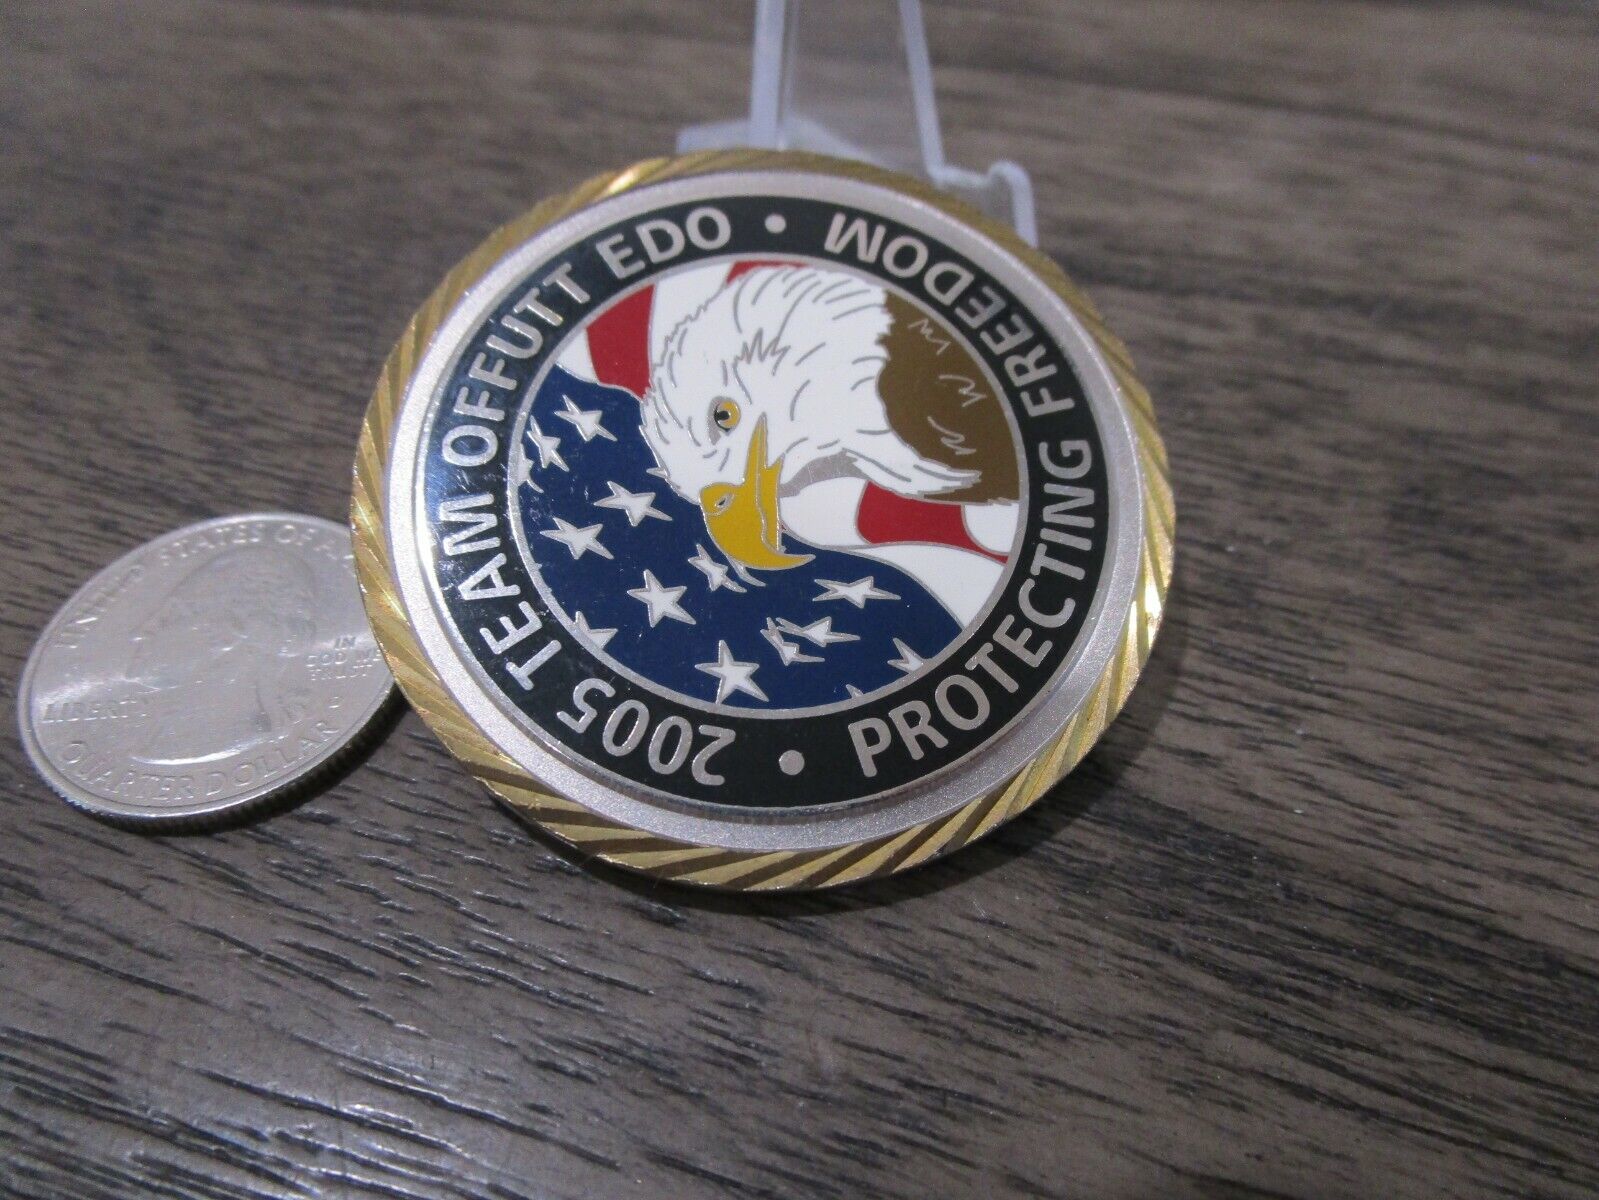 2005 TEAM OFFUTT EDO • PROTECTING FREEDOM •
UNITED STATES OF
LIBERTY
IN
GOD WE
TRUST
QUARTER DOLLAR